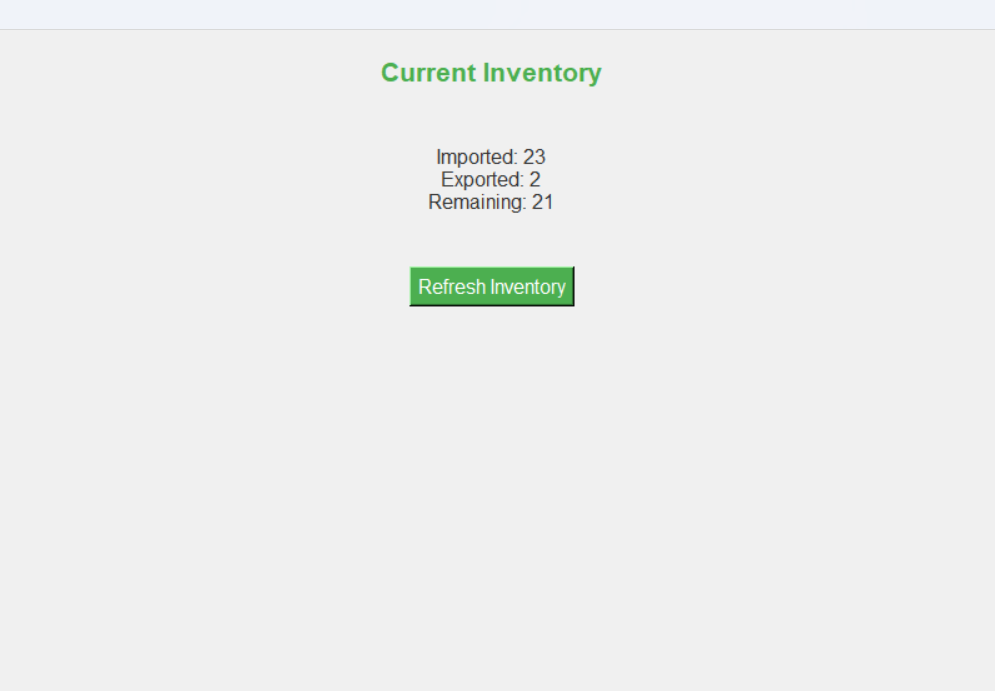 Current Inventory
Imported: 23
Exported: 2
Remaining: 21
Refresh Inventory